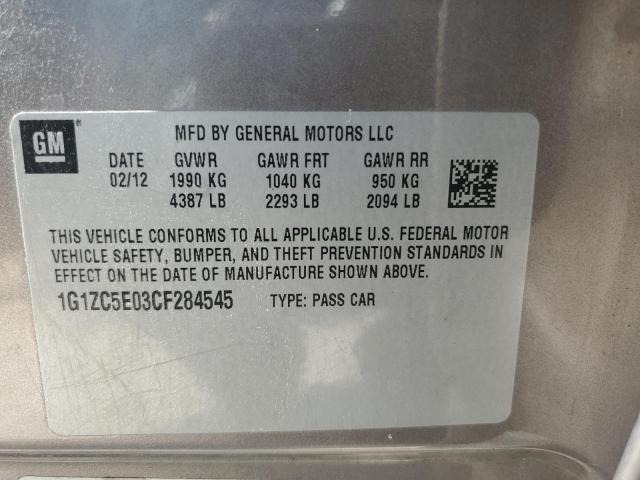 GM
MFD BY GENERAL MOTORS LLC
DATE GVWR GAWR FRT GAWR RR
02/12 1990 KG 1040 KG 950 KG
4387 LB 2293 LB 2094 LB
THIS VEHICLE CONFORMS TO ALL APPLICABLE U.S. FEDERAL MOTOR
VEHICLE SAFETY, BUMPER, AND THEFT PREVENTION STANDARDS IN
EFFECT ON THE DATE OF MANUFACTURE SHOWN ABOVE.
1G1ZC5E03CF284545 TYPE: PASS CAR